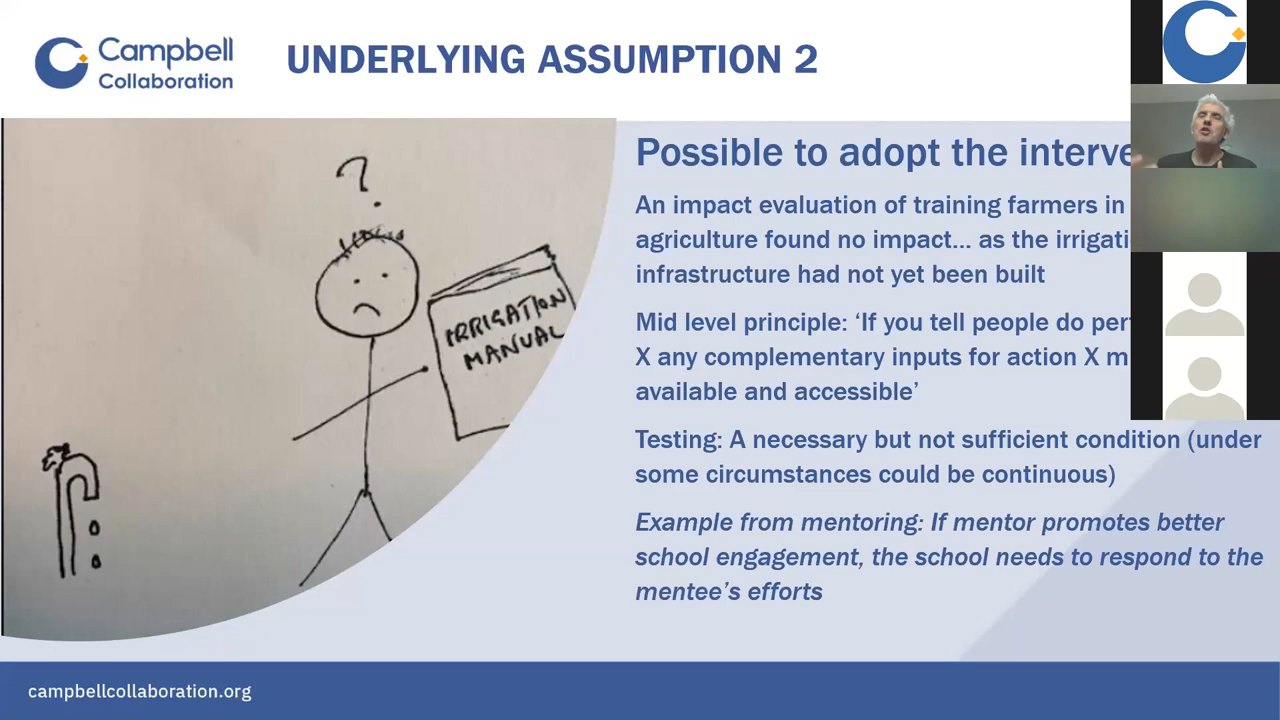 Campbell
Collaboration
UNDERLYING ASSUMPTION 2
?
IRRIGATION
MANUAL
Possible to adopt the
An impact evaluation of training farmers in
agriculture found no impact... as the
infrastructure had not yet been built
Mid level principle: ‘If you tell people do
X any complementary inputs for action X
available and accessible’
Testing: A necessary but not sufficient condition (under
some circumstances could be continuous)
Example from mentoring: If mentor promotes better
school engagement, the school needs to respond to the
mentee’s efforts
campbellcollaboration.org